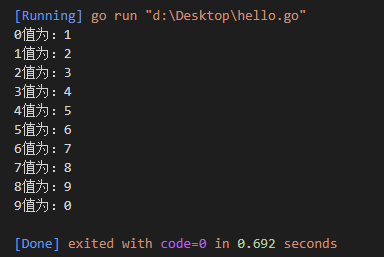 [Running] go run "d:\Desktop\hello.go"
0值为: 1
1值为: 2
2值为: 3
3值为: 4
4值为: 5
5值为: 6
6值为: 7
7值为: 8
8值为: 9
9值为: 0
[Done] exited with code=0 in 0.692 seconds